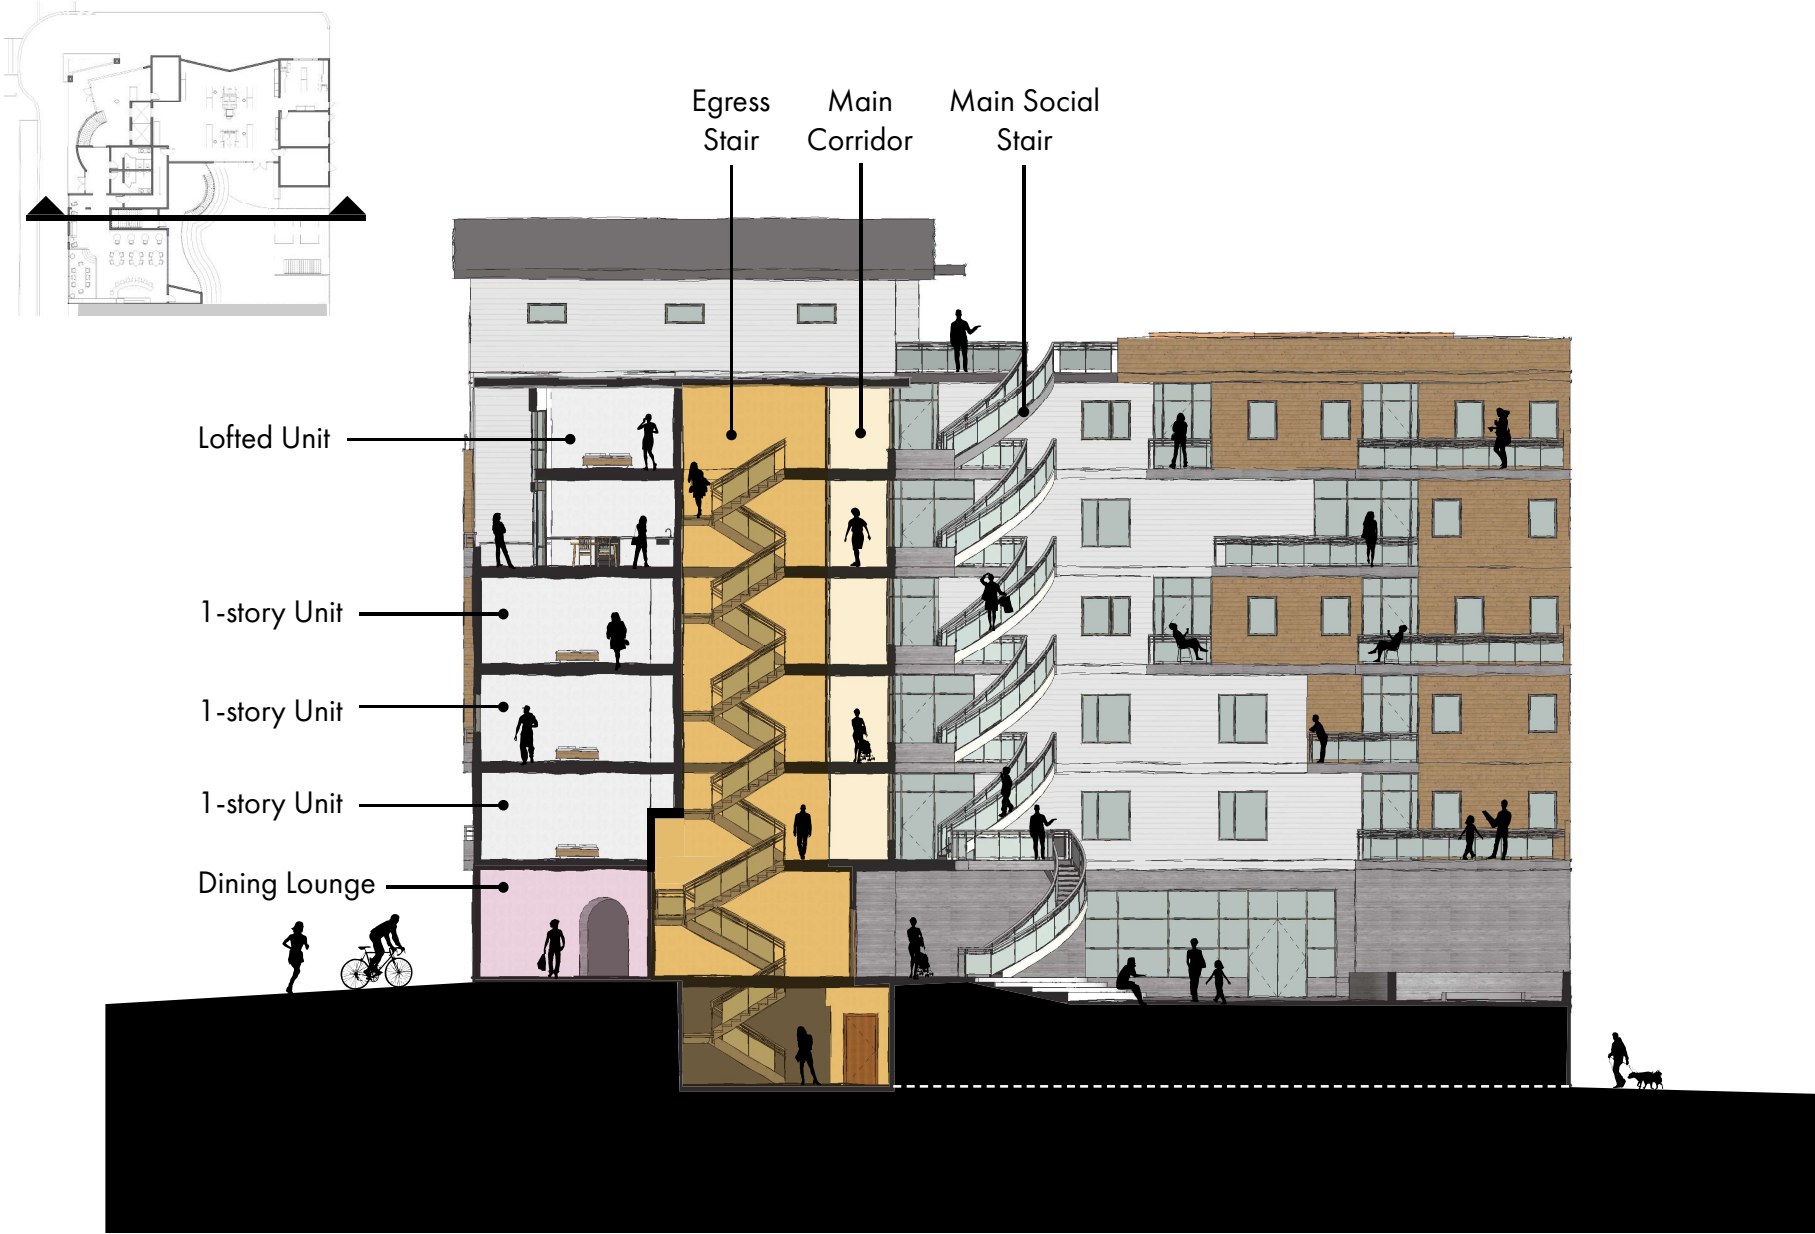 Egress
Stair
Main
Corridor
Main Social
Stair
Lofted Unit
1-story Unit
1-story Unit
1-story Unit
Dining Lounge